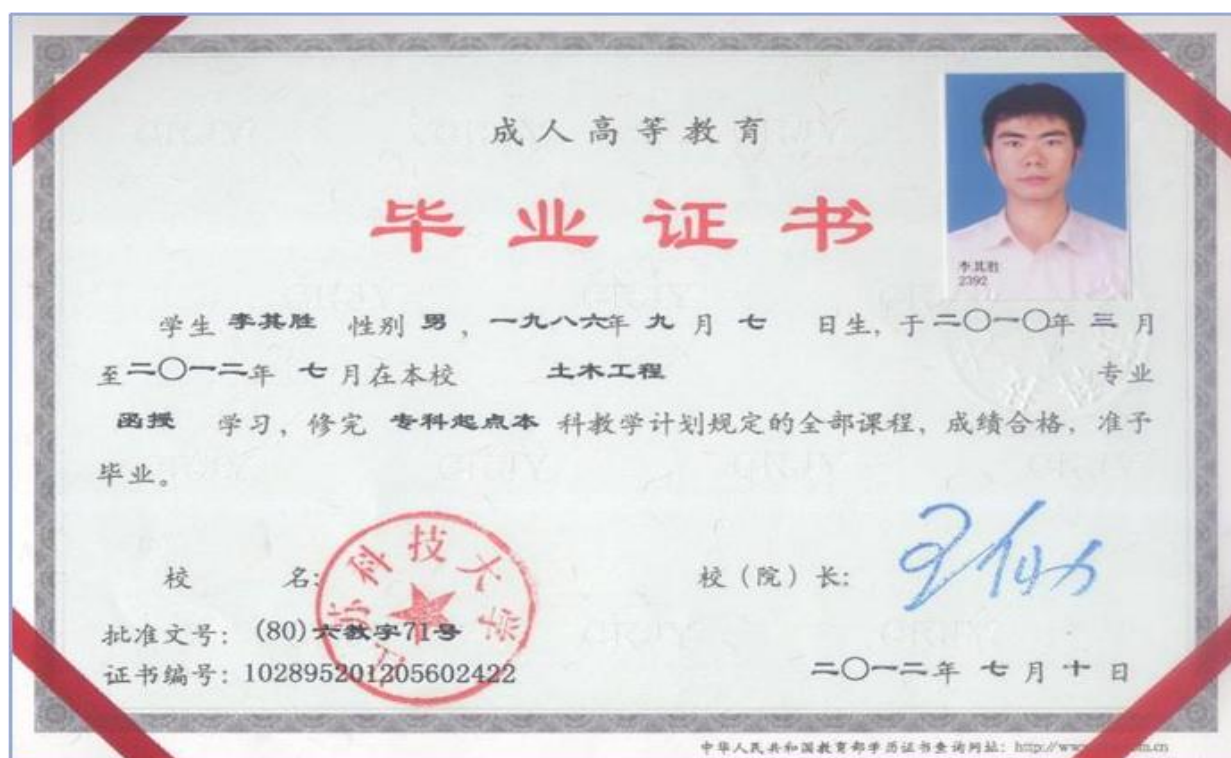 成人高等教育
毕业证书
李其胜
2392
学生 李其胜 性别 男，一九八六年 九 月 七 日生，于二〇一〇年 三 月
至二〇一二年 七 月在本校 土木工程 专业
函授 学习，修完 专科起点本 科教学计划规定的全部课程，成绩合格，准予
毕业。
校 名：
苏科技大学
校（院）长：
批准文号：(80)六教字71号
证书编号：102895201205602422
二〇一二年 七 月 十 日
中华人民共和国教育部学历证书查询网址：http://ww